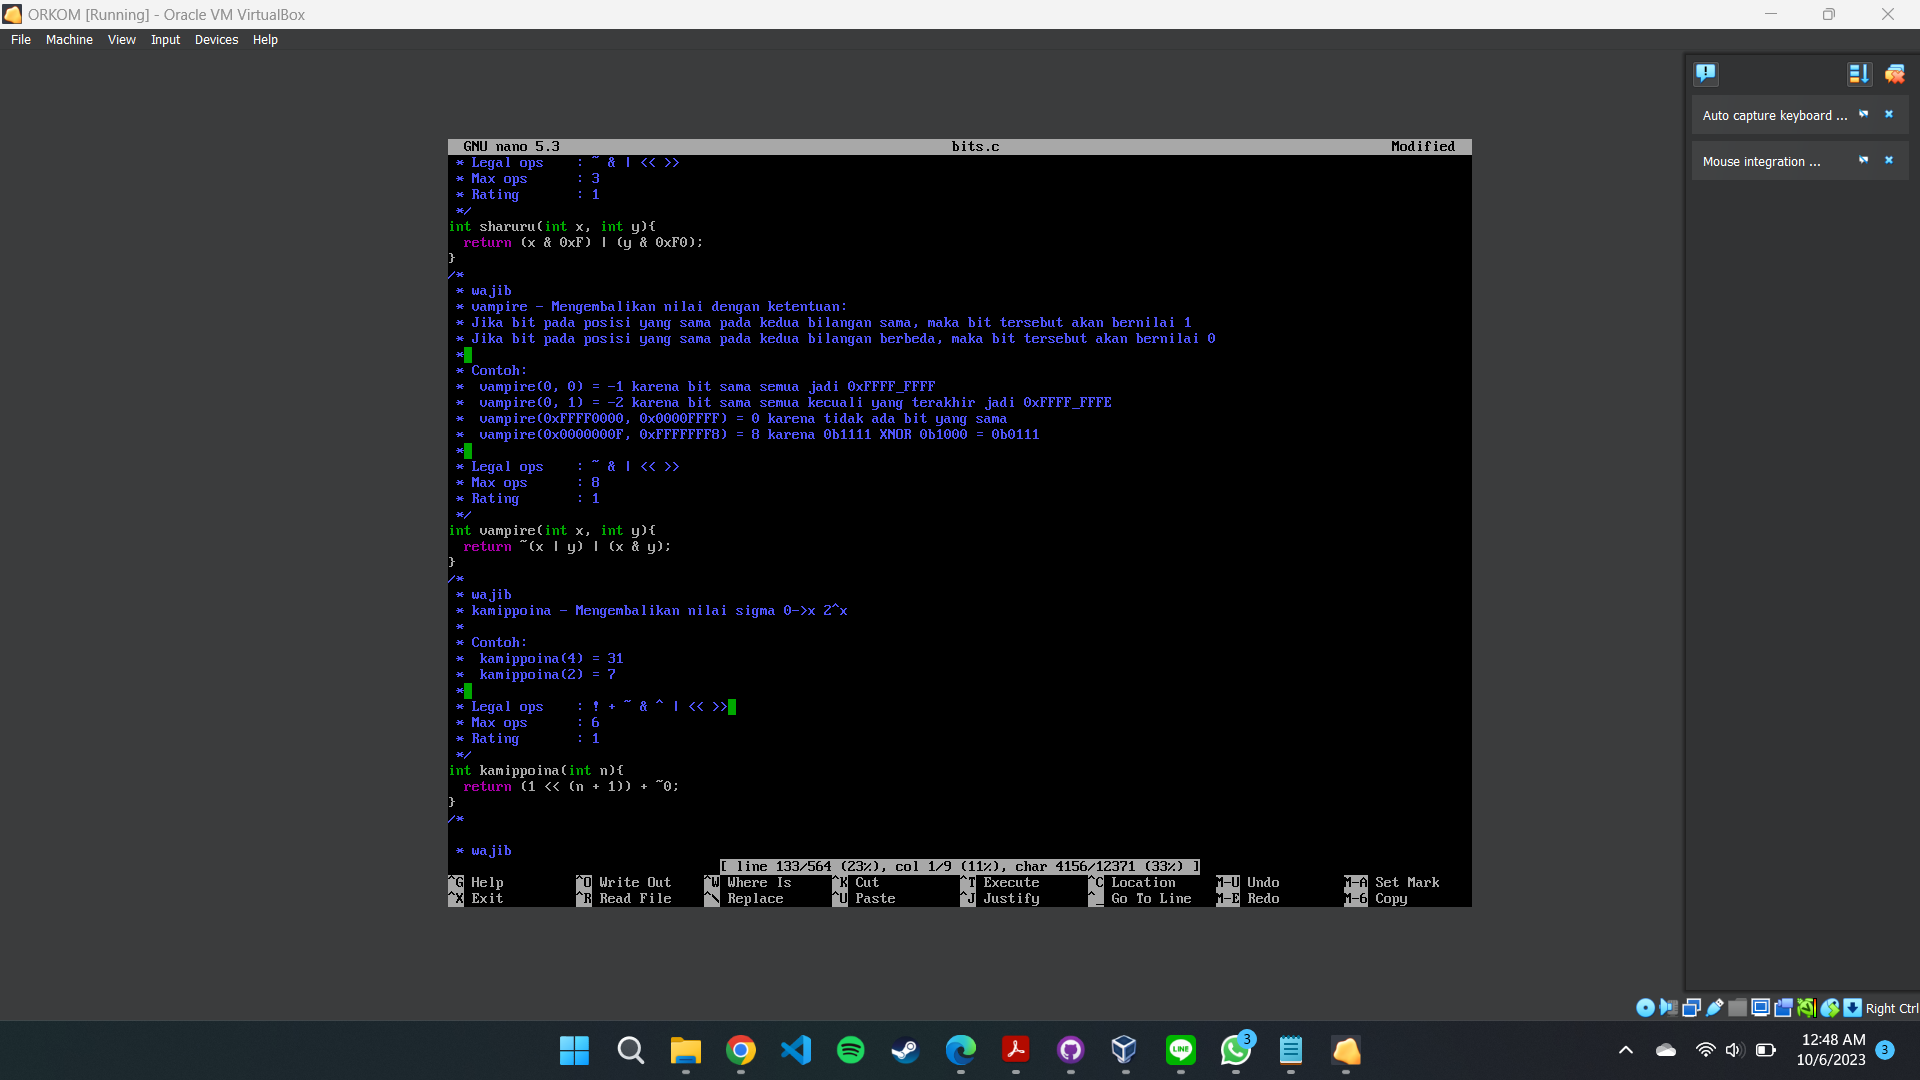 ORKOM [Running] - Oracle VM VirtualBox
File Machine View Input Devices Help
Auto capture keyboard ...
Mouse integration ...
GNU nano 5.3 bits.c Modified
* Legal ops : ~ & | << >>
* Max ops : 3
* Rating : 1
*/
int sharuru(int x, int y){
return (x & 0xF) | (y & 0xF0);
}
/*
* wajib
* vampire - Mengembalikan nilai dengan ketentuan:
* Jika bit pada posisi yang sama pada kedua bilangan sama, maka bit tersebut akan bernilai 1
* Jika bit pada posisi yang sama pada kedua bilangan berbeda, maka bit tersebut akan bernilai 0
*
* Contoh:
* vampire(0, 0) = -1 karena bit sama semua jadi 0xFFFF_FFFF
* vampire(0, 1) = -2 karena bit sama semua kecuali yang terakhir jadi 0xFFFF_FFFE
* vampire(0xFFFF0000, 0x0000FFFF) = 0 karena tidak ada bit yang sama
* vampire(0x0000000F, 0xFFFFFFF8) = 8 karena 0b1111 XNOR 0b1000 = 0b0111
*
* Legal ops : ~ & | << >>
* Max ops : 8
* Rating : 1
*/
int vampire(int x, int y){
return ~(x | y) | (x & y);
}
/*
* wajib
* kamippoina - Mengembalikan nilai sigma 0->x 2^x
*
* Contoh:
* kamippoina(4) = 31
* kamippoina(2) = 7
*
* Legal ops : ! + ~ & ^ | << >>
* Max ops : 6
* Rating : 1
*/
int kamippoina(int n){
return (1 << (n + 1)) + ~0;
}
/*
* wajib
[ line 133/564 (23%), col 1/9 (11%), char 4156/12371 (33%) ]
^G Help ^O Write Out ^W Where Is ^K Cut ^T Execute ^C Location M-U Undo M-A Set Mark
^X Exit ^R Read File ^\ Replace ^U Paste ^J Justify ^_ Go To Line M-E Redo M-6 Copy
Right Ctrl
LINE
3
12:48 AM
10/6/2023
3